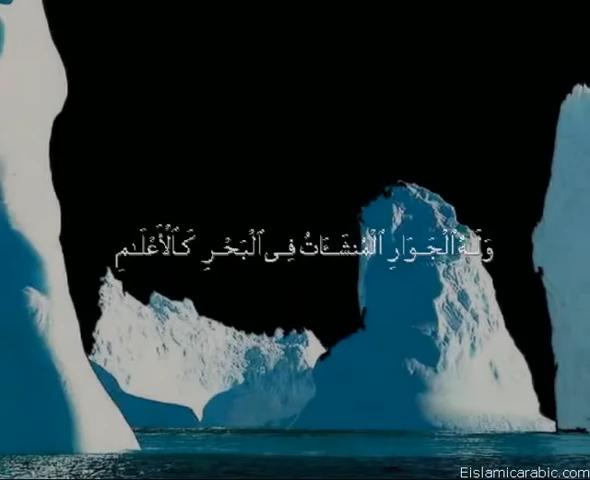 وَلَهُ ٱلْجَوَارِ ٱلْمُنشَـَٔاتُ فِى ٱلْبَحْرِ كَٱلْأَعْلَـٰمِ
Eislamicarabic.com